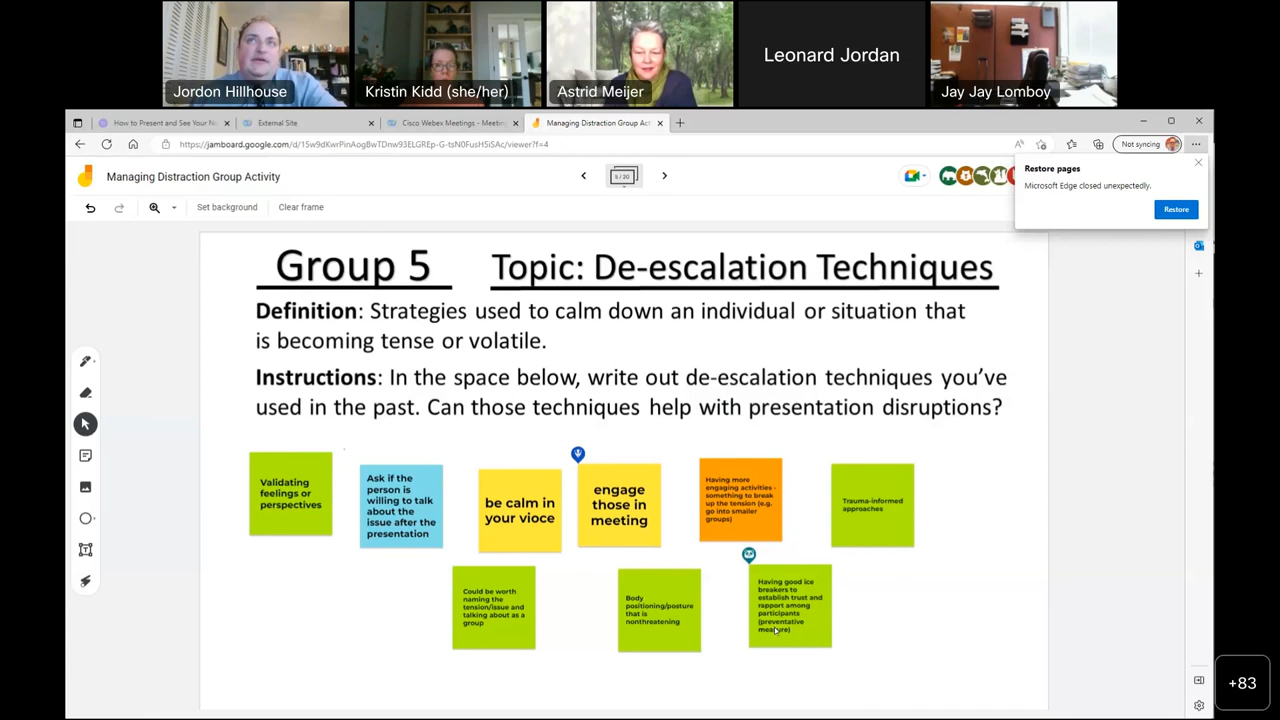 Jordon Hillhouse
Kristin Kidd (she/her)
Astrid Meijer
Leonard Jordan
Jay Jay Lomboy
How to Present and See Your No
External Site
Cisco Webex Meetings - Meetin
Managing Distraction Group Act
Not syncing
Managing Distraction Group Activity
5 / 20
Restore pages
Microsoft Edge closed unexpectedly.
Restore
Set background
Clear frame
Group 5
Topic: De-escalation Techniques
Definition: Strategies used to calm down an individual or situation that
is becoming tense or volatile.
Instructions: In the space below, write out de-escalation techniques you've
used in the past. Can those techniques help with presentation disruptions?
Validating
feelings or
perspectives
Ask if the
person is
willing to talk
about the
issue after the
presentation
be calm in
your vioce
engage
those in
meeting
Having more
engaging activities -
something to break
up the tension (e.g.
go into smaller
groups)
Trauma-informed
approaches
Could be worth
naming the
tension/issue and
talking about as a
group
Body
positioning/posture
that is
nonthreatening
Having good ice
breakers to
establish trust and
rapport among
participants
(preventative
measure)
+83